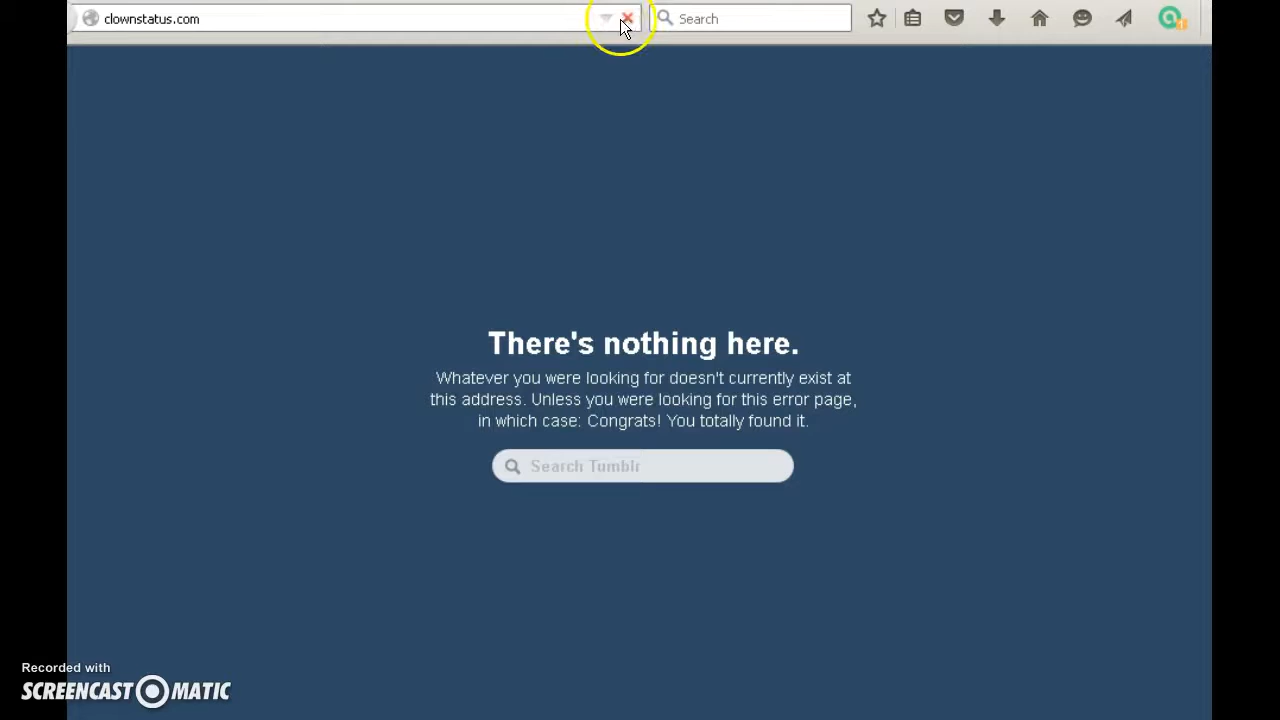 clownstatus.com
Search
There's nothing here.
Whatever you were looking for doesn't currently exist at
this address. Unless you were looking for this error page,
in which case: Congrats! You totally found it.
Search Tumblr
Recorded with
SCREENCAST MATIC